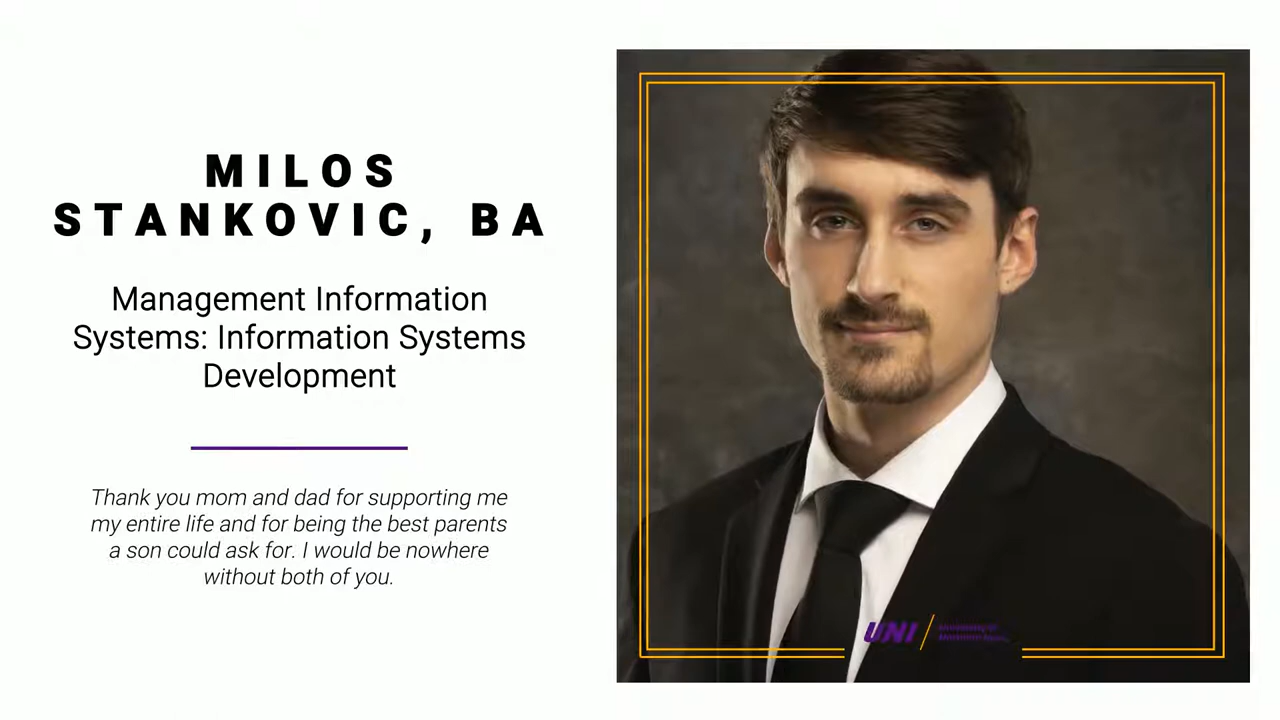 MILOS
STANKOVIC, BA
Management Information
Systems: Information Systems
Development
Thank you mom and dad for supporting me
my entire life and for being the best parents
a son could ask for. I would be nowhere
without both of you.
UNI